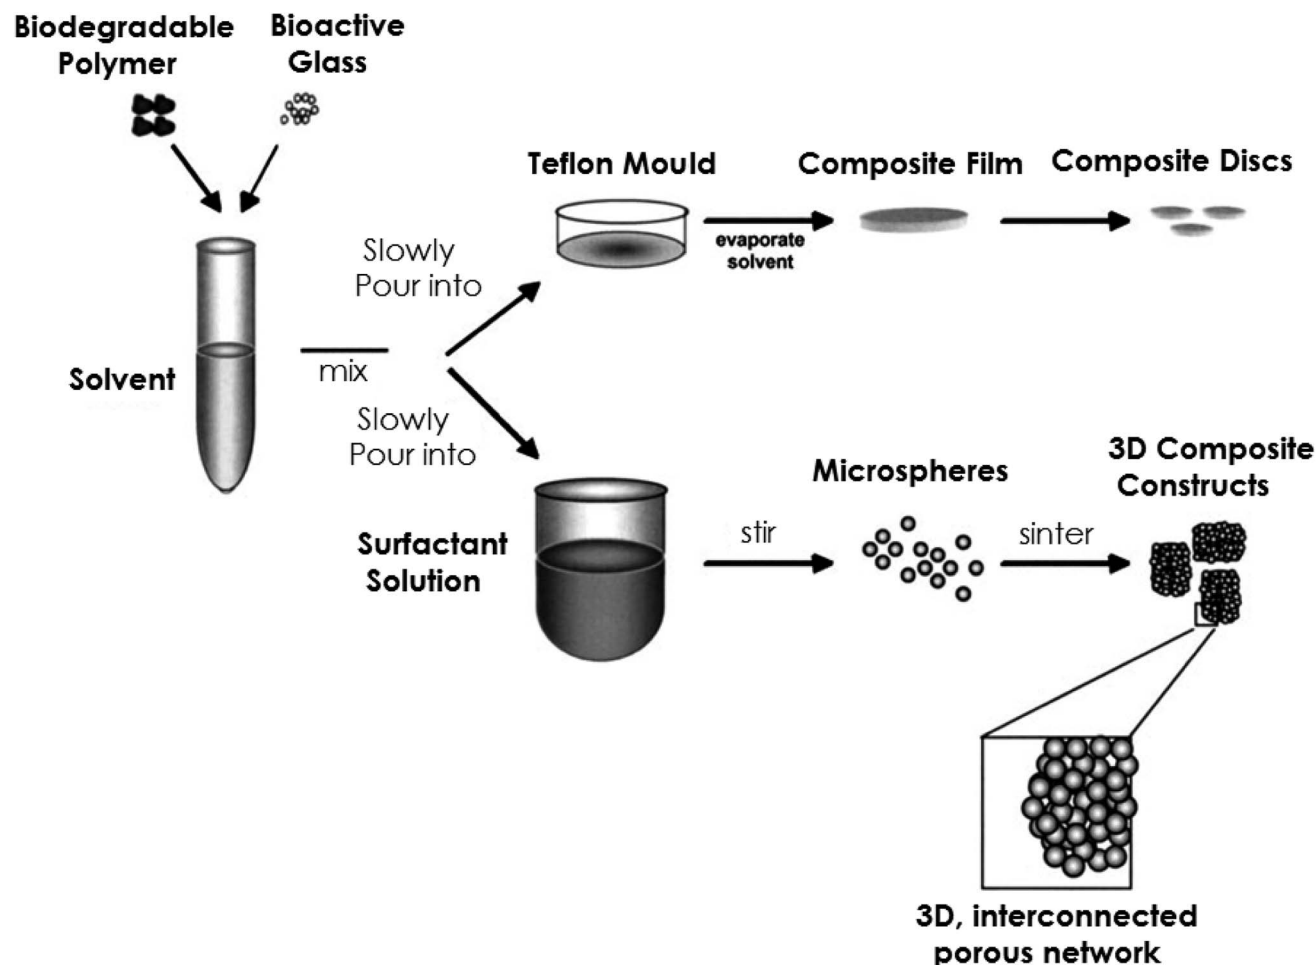 Biodegradable
Polymer
Bioactive
Glass
Solvent
mix
Slowly
Pour into
Teflon Mould
evaporate
solvent
Composite Film
Composite Discs
Slowly
Pour into
Surfactant
Solution
stir
Microspheres
sinter
3D Composite
Constructs
3D, interconnected
porous network